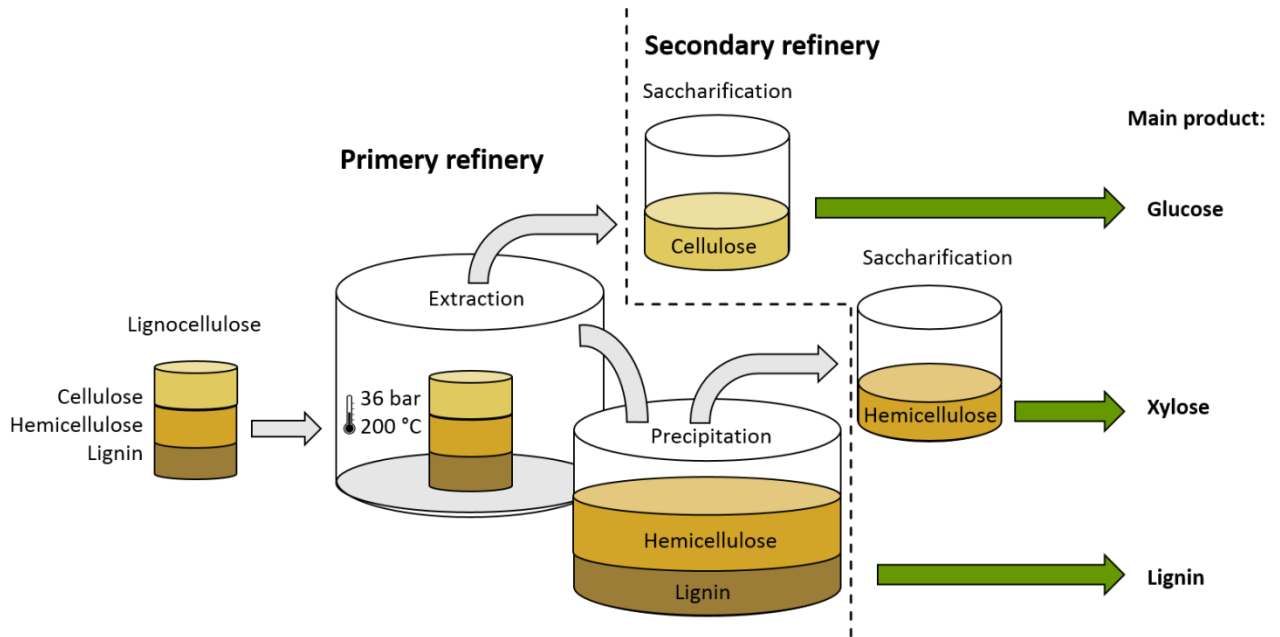 Secondary refinery
Saccharification
Main product:
Primery refinery
Glucose
Cellulose
Saccharification
Extraction
Lignocellulose
Cellulose
Hemicellulose
Lignin
36 bar
200 °C
Hemicellulose
Xylose
Precipitation
Hemicellulose
Lignin
Lignin